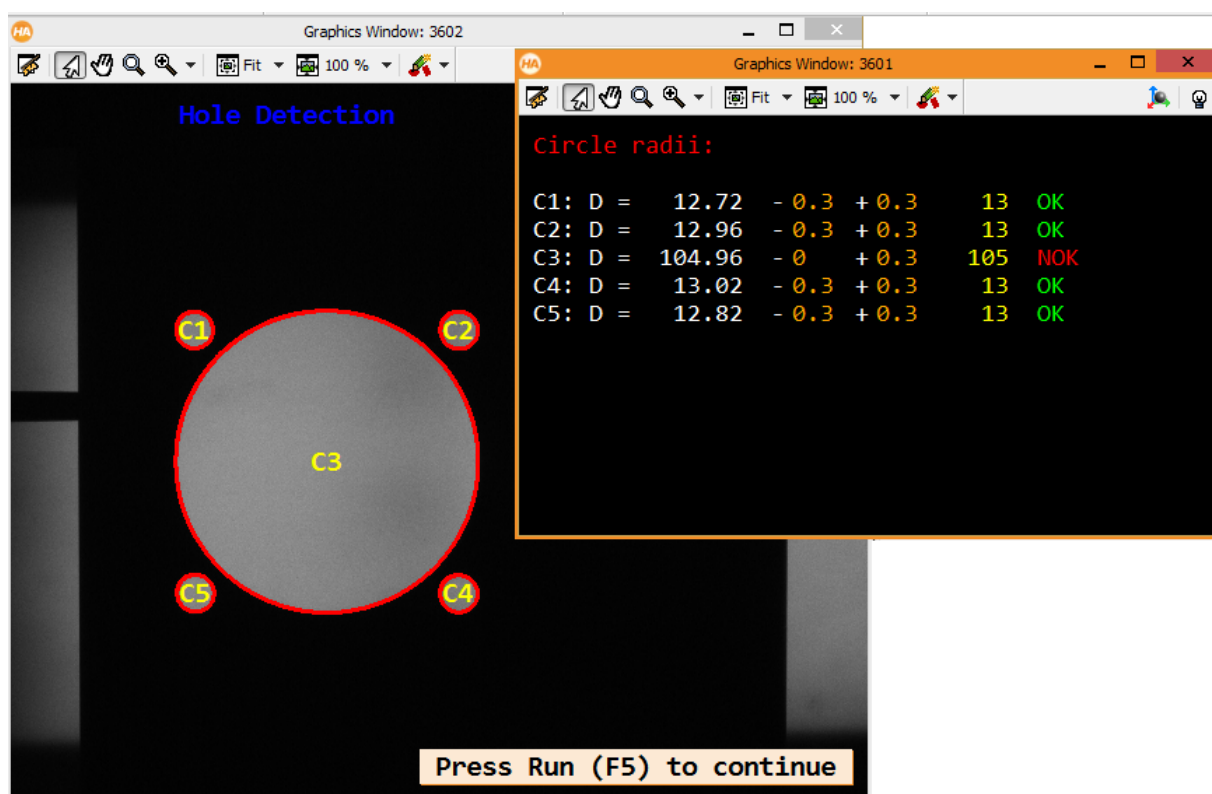 Graphics Window: 3602
Fit 100 %
Hole Detection
C1
C2
C3
C5
C4
Press Run (F5) to continue
Graphics Window: 3601
Fit 100 %
Circle radii:
C1: D = 12.72 - 0.3 + 0.3 13 OK
C2: D = 12.96 - 0.3 + 0.3 13 OK
C3: D = 104.96 - 0 + 0.3 105 NOK
C4: D = 13.02 - 0.3 + 0.3 13 OK
C5: D = 12.82 - 0.3 + 0.3 13 OK